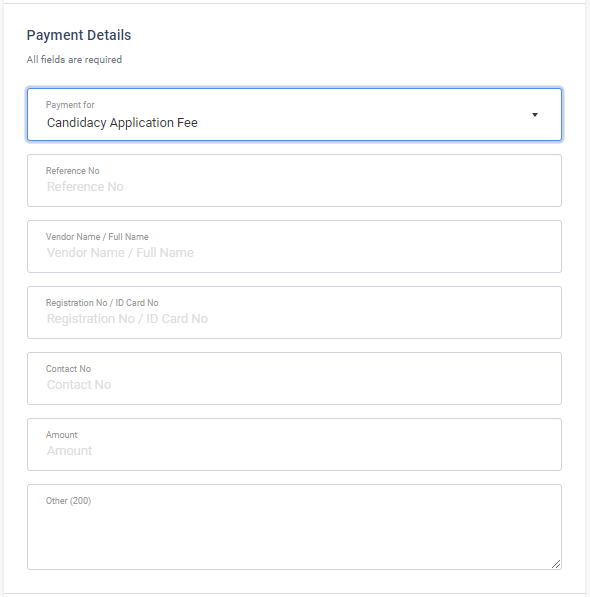 Payment Details
All fields are required
Payment for
Candidacy Application Fee
Reference No
Reference No
Vendor Name / Full Name
Vendor Name / Full Name
Registration No / ID Card No
Registration No / ID Card No
Contact No
Contact No
Amount
Amount
Other (200)